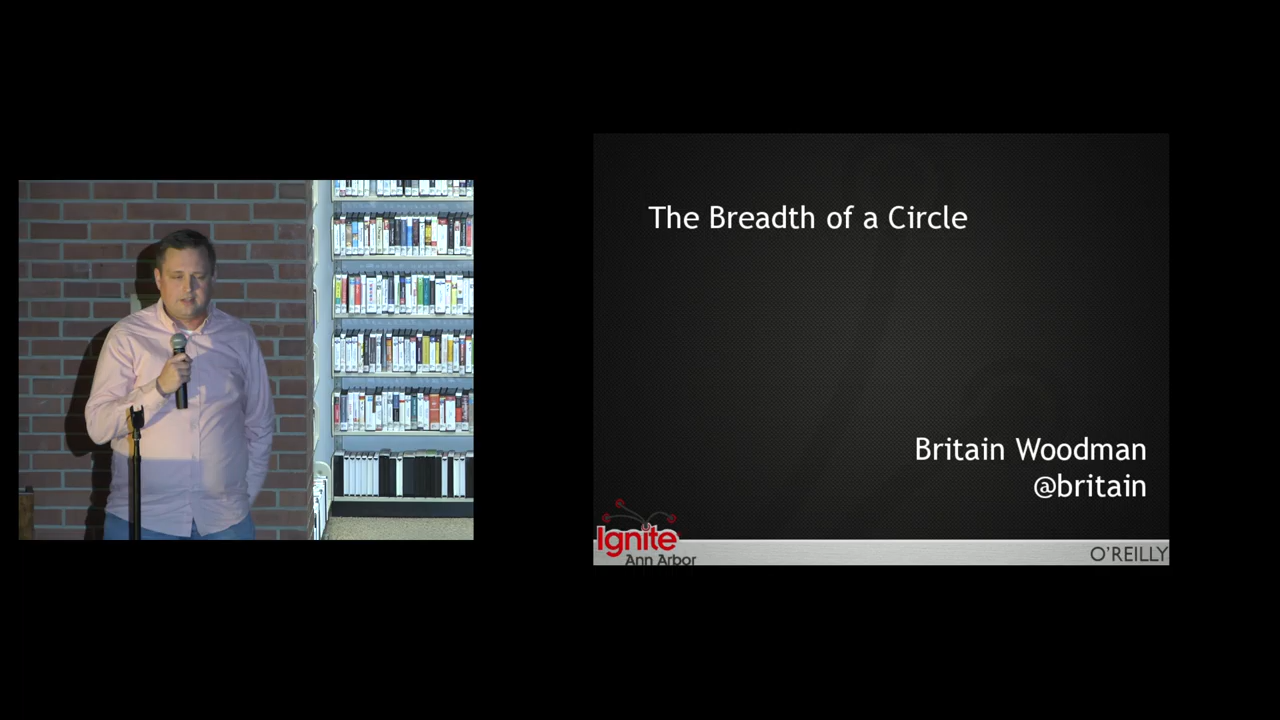 The Breadth of a Circle
Britain Woodman
@britain
Ignite
Ann Arbor
O'REILLY